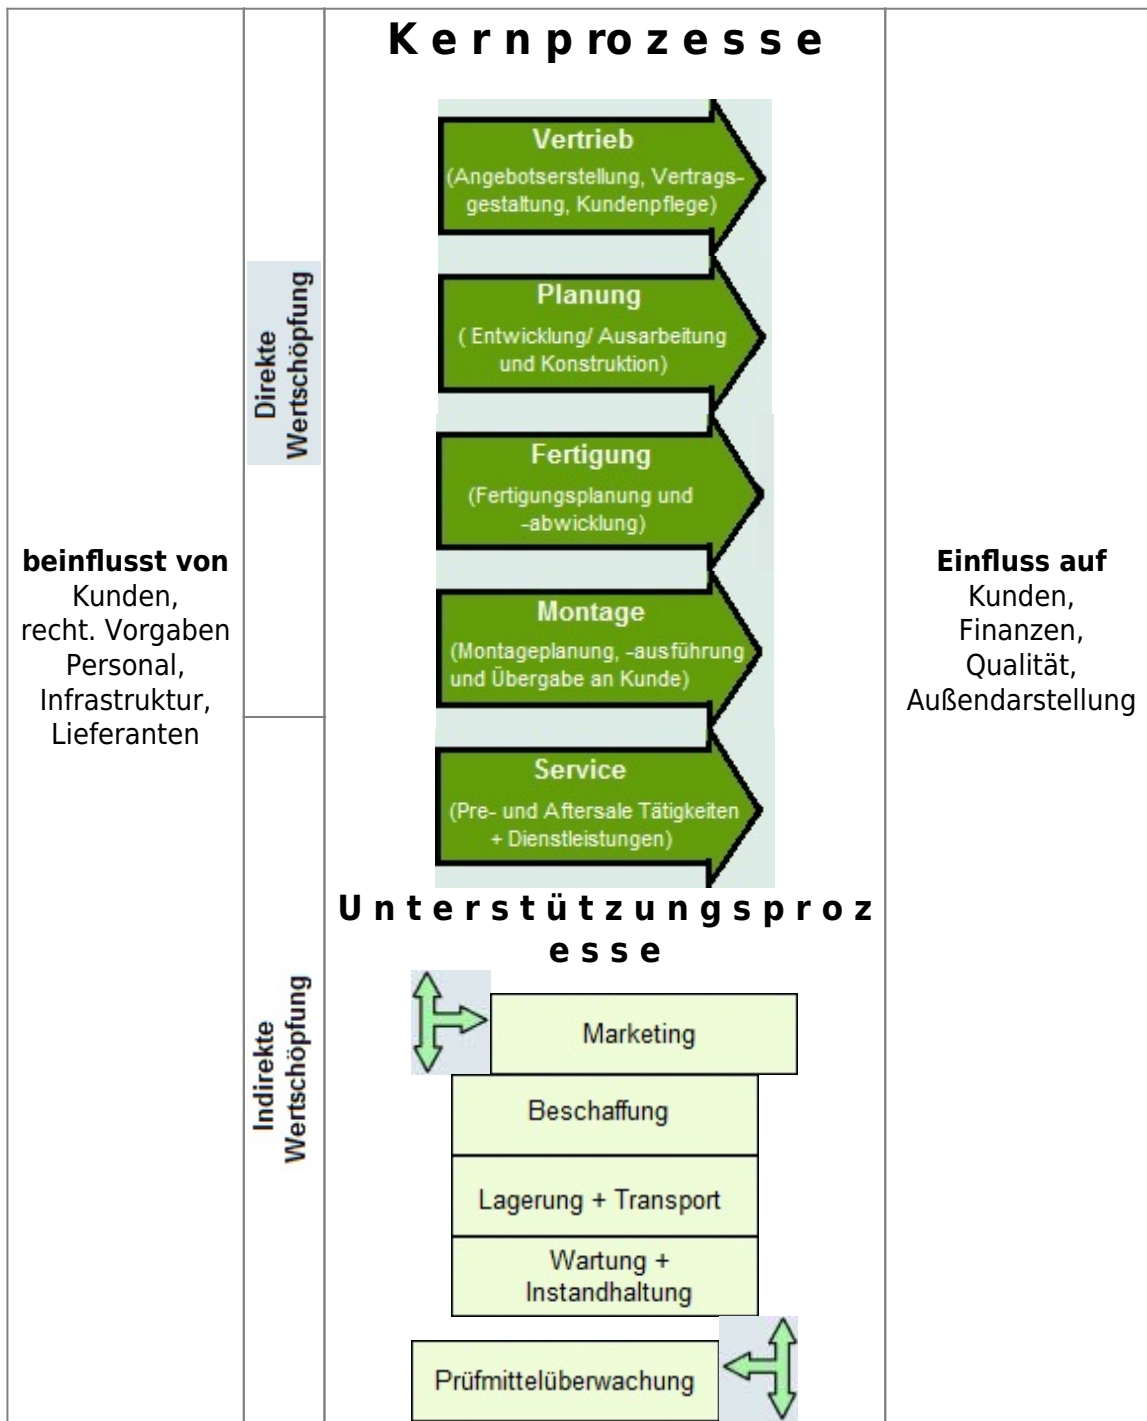 Kernprozesse
Vertrieb
(Angebotserstellung, Vertrags-
gestaltung, Kundenpflege)
Planung
( Entwicklung/ Ausarbeitung
und Konstruktion)
Fertigung
(Fertigungsplanung und
-abwicklung)
Montage
(Montageplanung, -ausführung
und Übergabe an Kunde)
Service
(Pre- und Aftersale Tätigkeiten
+ Dienstleistungen)
Direkte
Wertschöpfung
beinflusst von
Kunden,
recht. Vorgaben
Personal,
Infrastruktur,
Lieferanten
Einfluss auf
Kunden,
Finanzen,
Qualität,
Außendarstellung
Unterstützungsproz
esse
Indirekte
Wertschöpfung
Marketing
Beschaffung
Lagerung + Transport
Wartung +
Instandhaltung
Prüfmittelüberwachung